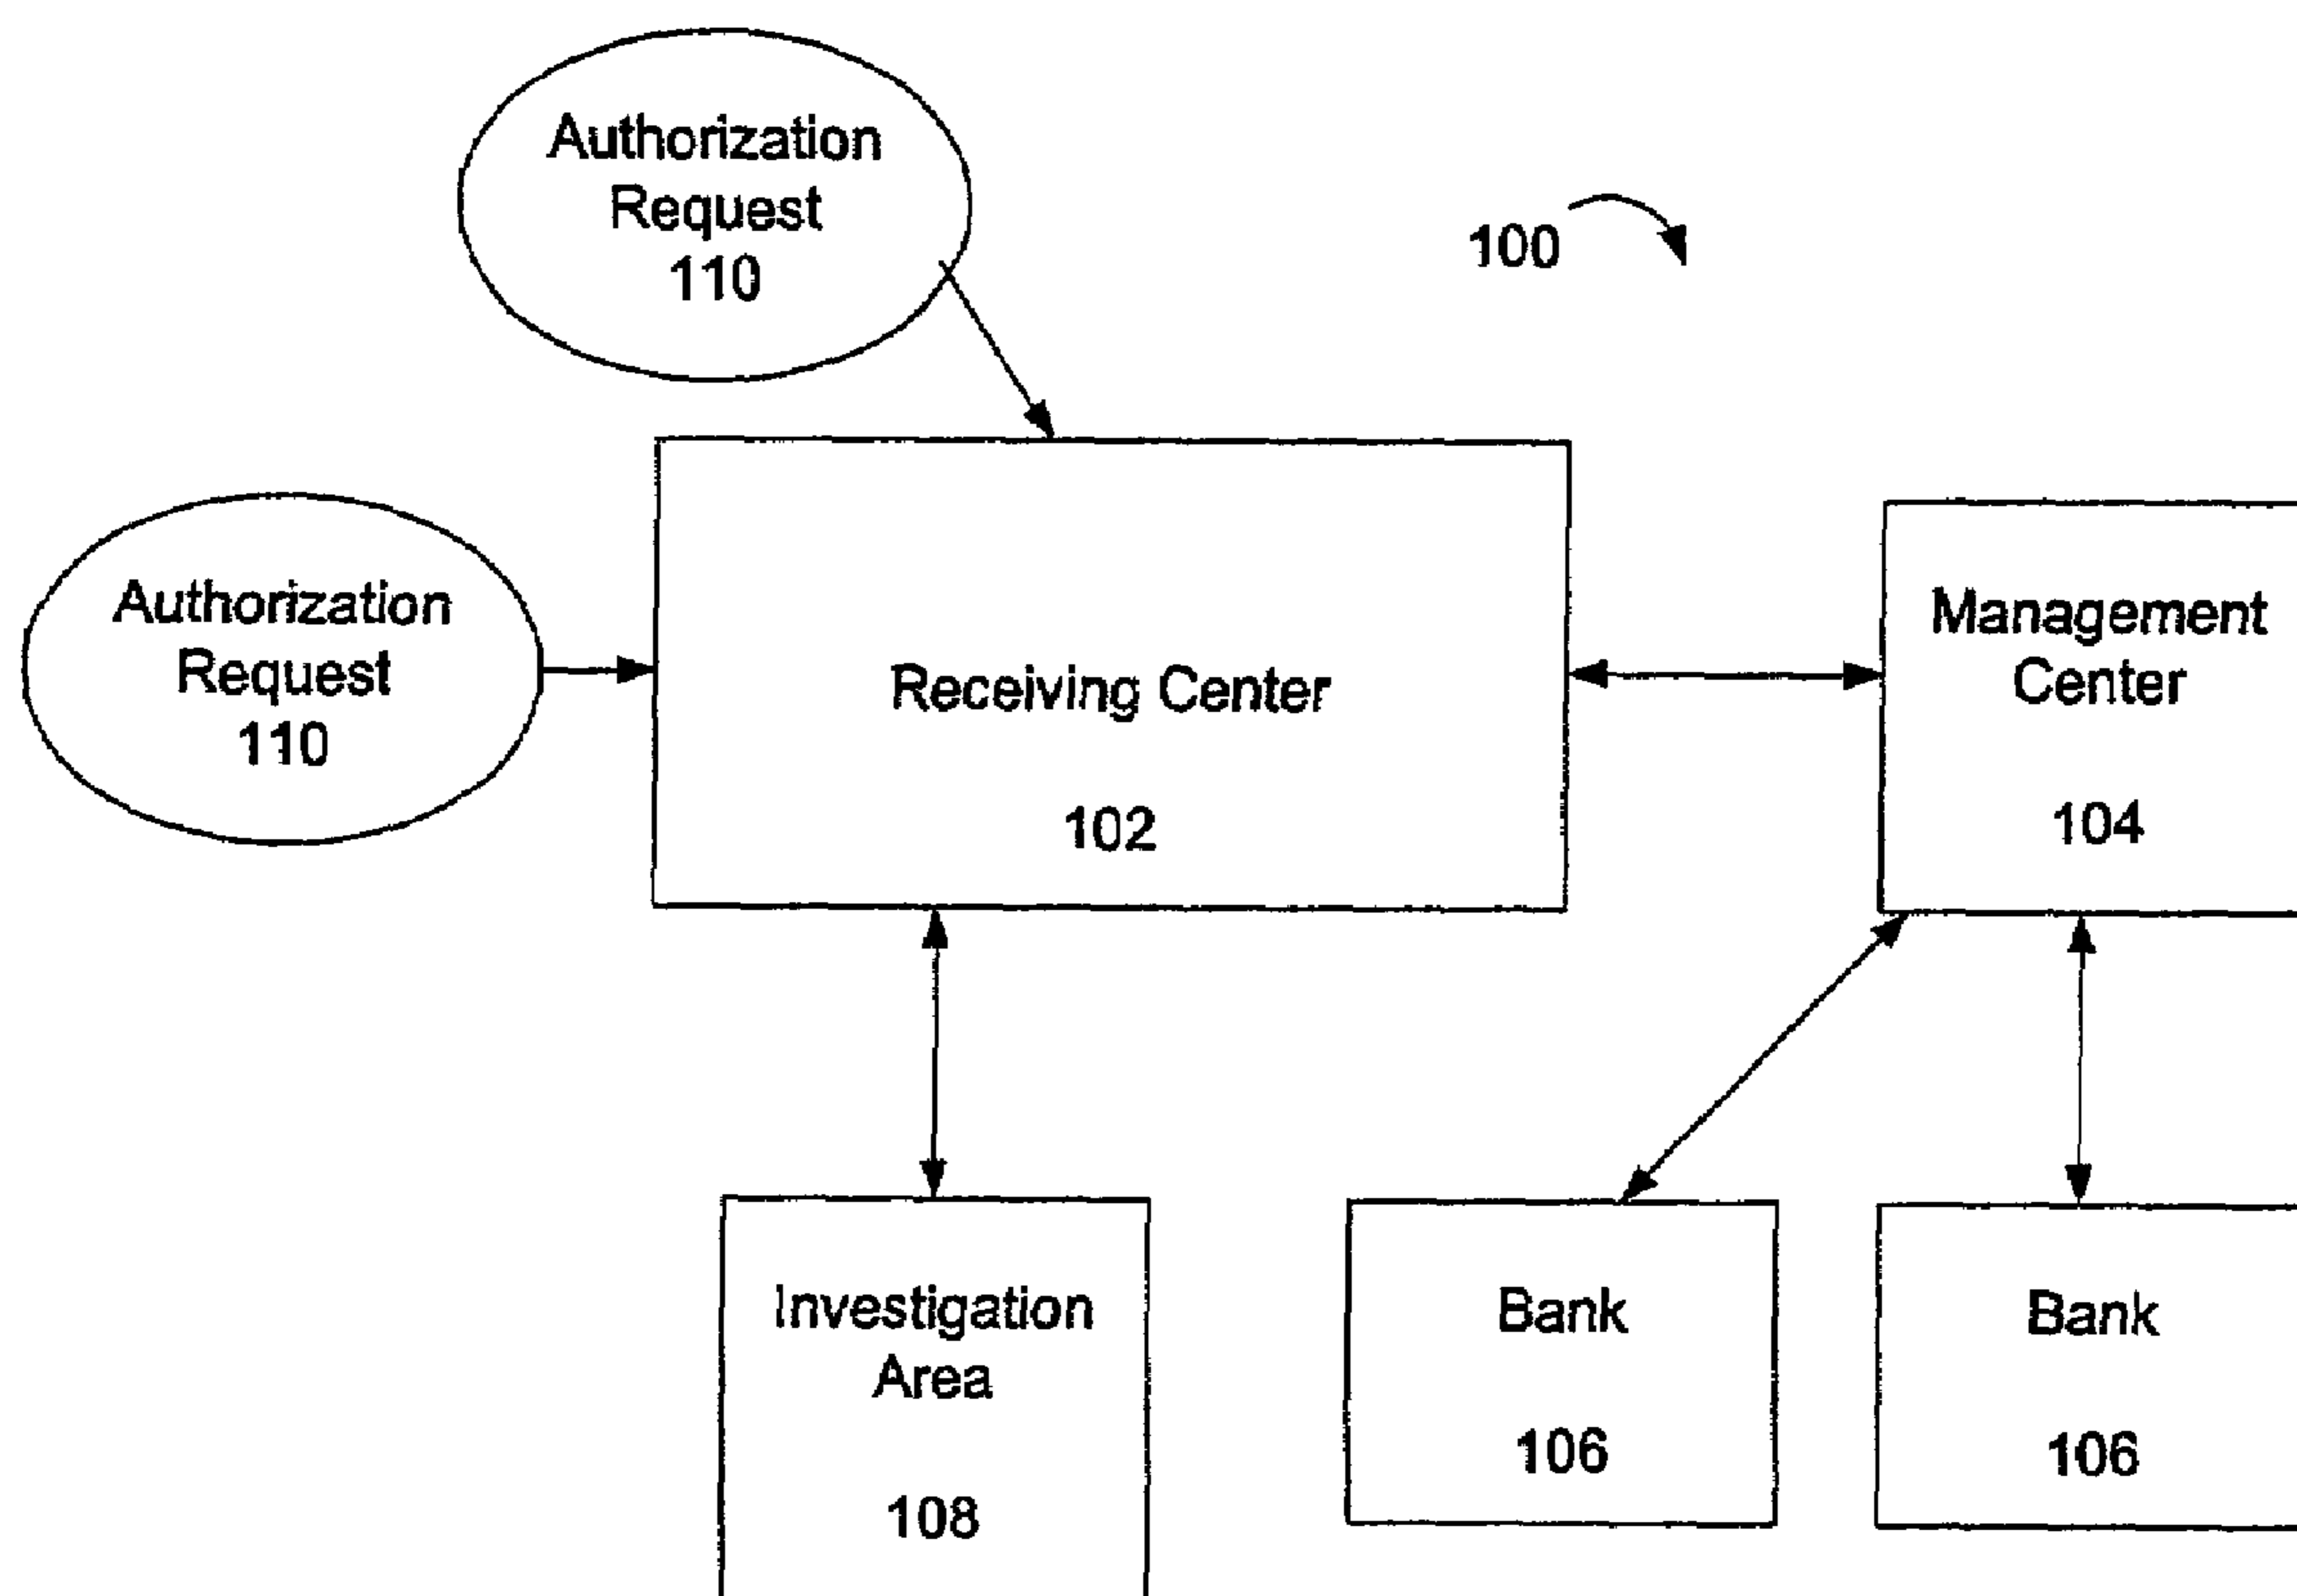 Authorization
Request
110
100
Authorization
Request
110
Receiving Center
102
Management
Center
104
Investigation
Area
108
Bank
106
Bank
106